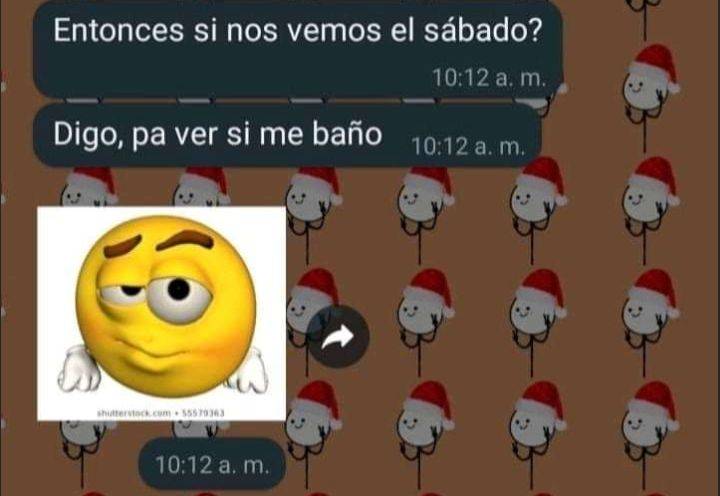 Entonces si nos vemos el sábado?
10:12 a. m.
Digo, pa ver si me baño
10:12 a. m.
shutterstock.com • 55579363
10:12 a. m.